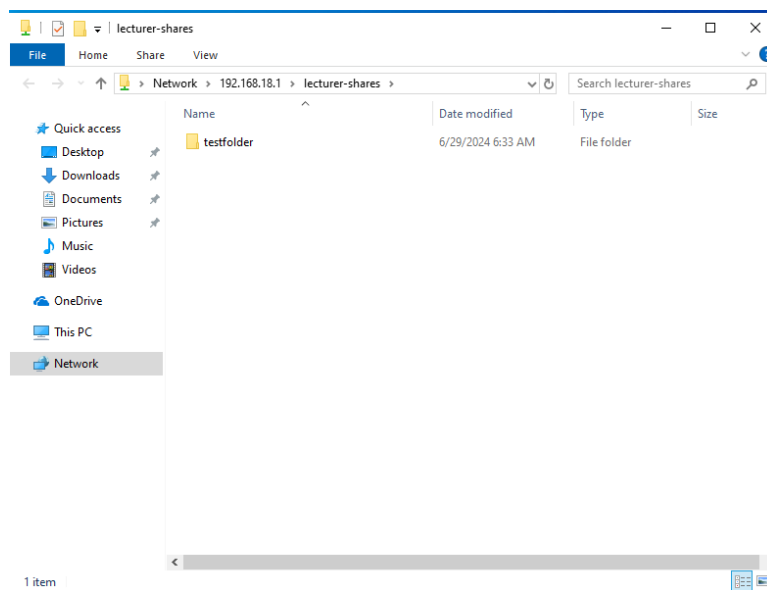 lecturer-shares
File Home Share View
Network > 192.168.18.1 > lecturer-shares >
Search lecturer-shares
Name Date modified Type Size
Quick access
testfolder 6/29/2024 6:33 AM File folder
Desktop
Downloads
Documents
Pictures
Music
Videos
OneDrive
This PC
Network
1 item